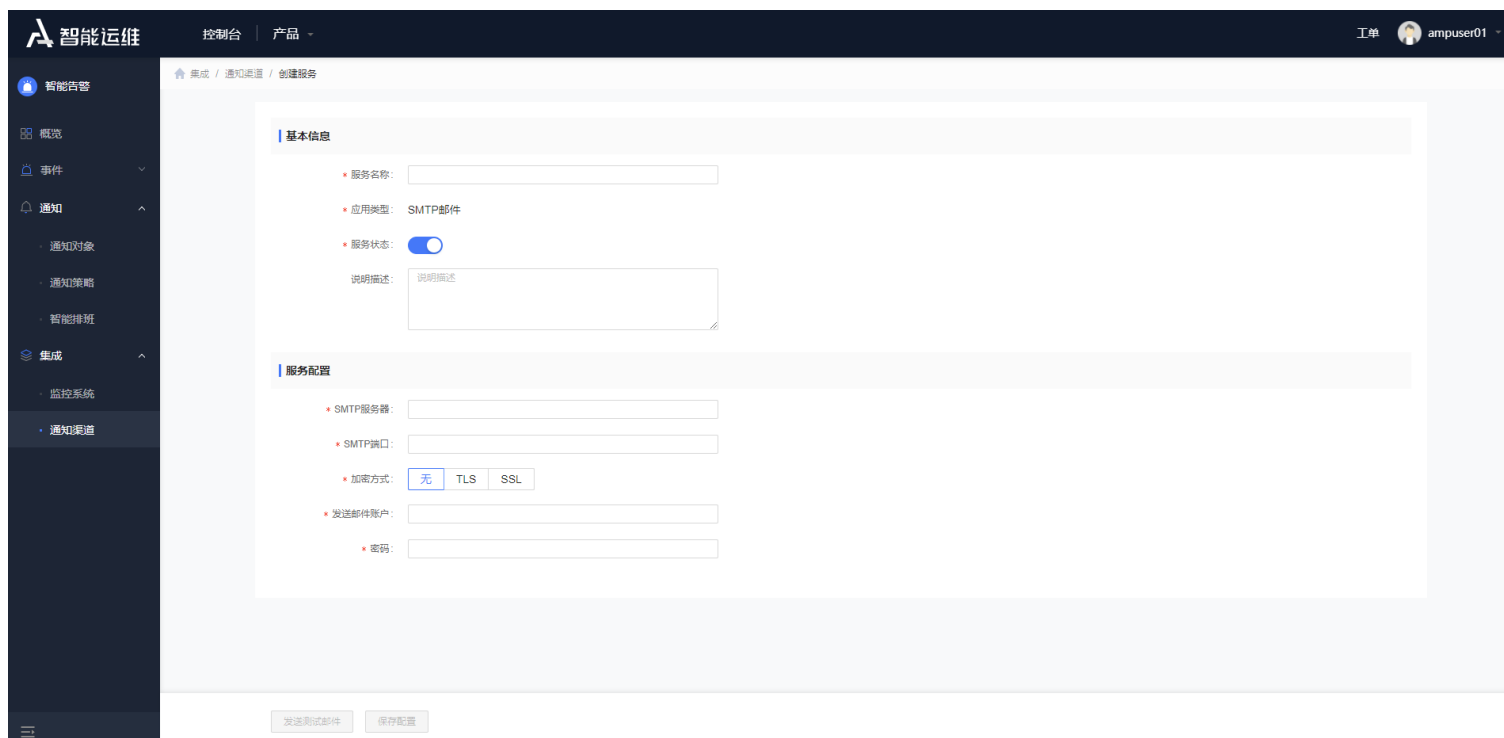 智能运维 控制台 产品 工单 ampuser01
智能告警
概览
事件
通知
通知对象
通知策略
智能排班
集成
监控系统
通知渠道
集成 / 通知渠道 / 创建服务
基本信息
* 服务名称:
* 应用类型: SMTP邮件
* 服务状态:
说明描述: 说明描述
服务配置
* SMTP服务器:
* SMTP端口:
* 加密方式: 无 TLS SSL
* 发送邮件账户:
* 密码:
发送测试邮件 保存配置